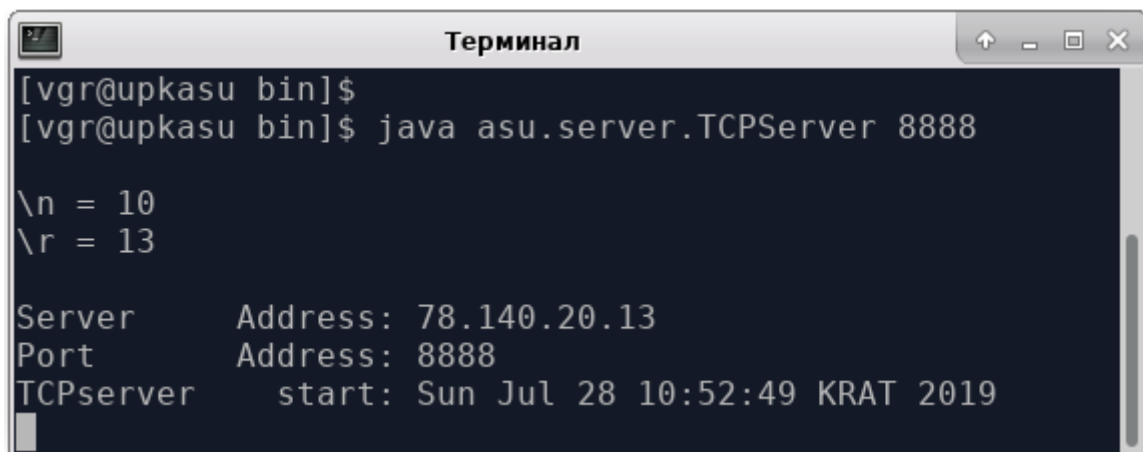 Терминал
[vgr@upkasu bin]$
[vgr@upkasu bin]$ java asu.server.TCPServer 8888
\n = 10
\r = 13
Server Address: 78.140.20.13
Port Address: 8888
TCPserver start: Sun Jul 28 10:52:49 KRAT 2019